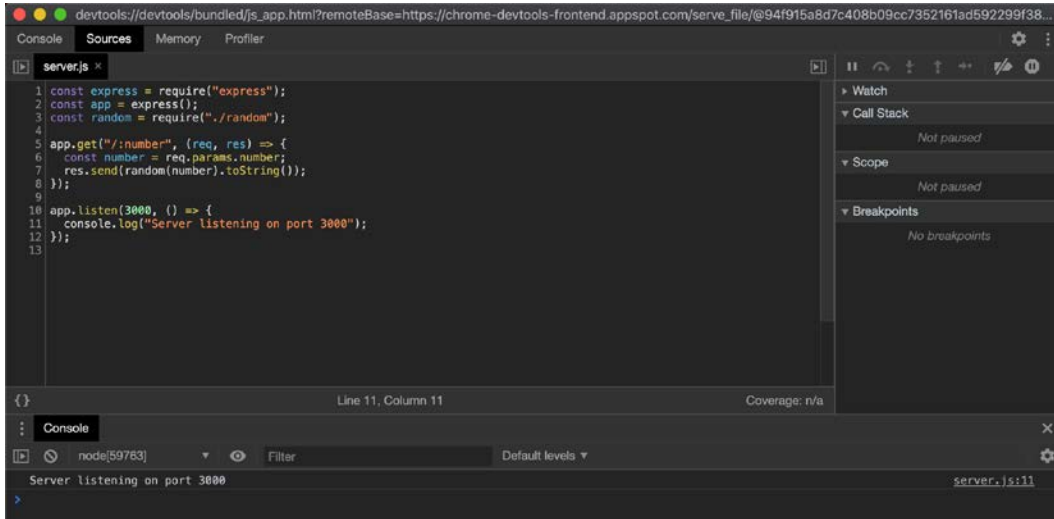 devtools://devtools/bundled/js_app.html?remoteBase=https://chrome-devtools-frontend.appspot.com/serve_file/@94f915a8d7c408b09cc7352161ad592299f38...
Console Sources Memory Profiler
server.js ×
1 const express = require("express");
2 const app = express();
3 const random = require("./random");
4
5 app.get("/:number", (req, res) => {
6   const number = req.params.number;
7   res.send(random(number).toString());
8 });
9
10 app.listen(3000, () => {
11   console.log("Server listening on port 3000");
12 });
13
Watch
Call Stack
Not paused
Scope
Not paused
Breakpoints
No breakpoints
{} Line 11, Column 11 Coverage: n/a
Console ×
node[59763] Filter Default levels ▼
Server listening on port 3000 server.js:11
>